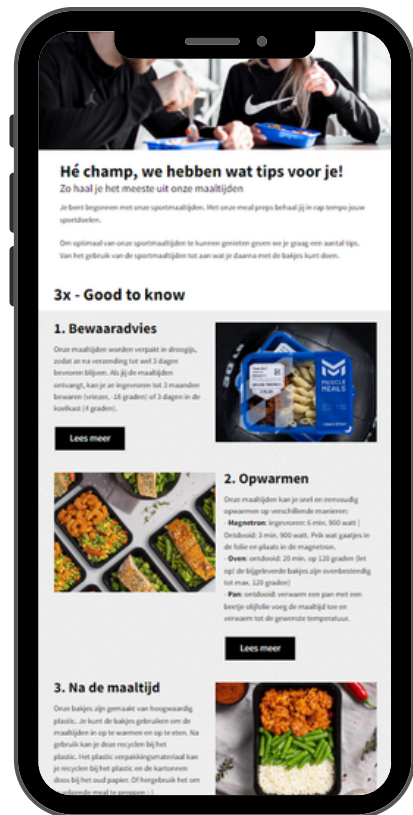 Hé champ, we hebben wat tips voor je!
Zo haal je het meeste uit onze maaltijden
Je bent begonnen met onze sportmaaltijden. Met onze meal preps behaal jij in rap tempo jouw
sportdoelen.
Om optimaal van onze sportmaaltijden te kunnen genieten geven we je graag een aantal tips.
Van het gebruik van de sportmaaltijden tot aan wat je daarna met de bakjes kunt doen.
3x - Good to know
1. Bewaaradvies
Onze maaltijden worden verpakt in droogijs,
zodat ze na verzending tot wel 3 dagen
bevroren blijven. Als jij de maaltijden
ontvangt, kan je ze ingevroren tot 3 maanden
bewaren (vriezer, -18 graden) of 3 dagen in de
koelkast (4 graden).
Lees meer
MUSCLE
MEALS
2. Opwarmen
Onze maaltijden kan je snel en eenvoudig
opwarmen op verschillende manieren:
- Magnetron: ingevroren: 6 min. 900 watt |
Ontdooid: 3 min. 900 watt. Prik wat gaatjes in
de folie en plaats in de magnetron.
- Oven: ontdooid: 20 min. op 120 graden (let
op! de bijgeleverde bakjes zijn ovenbestendig
tot max. 120 graden)
- Pan: ontdooid: verwarm een pan met een
beetje olijfolie voeg de maaltijd toe en
verwarm tot de gewenste temperatuur.
Lees meer
3. Na de maaltijd
Onze bakjes zijn gemaakt van hoogwaardig
plastic. Je kunt de bakjes gebruiken om de
maaltijden in op te warmen en op te eten. Na
gebruik kan je deze recyclen bij het
plastic. Het plastic verpakkingsmateriaal kan
je recyclen bij het plastic en de kartonnen
doos bij het oud papier. Of hergebruik het om
je volgende meal te preppen :-)